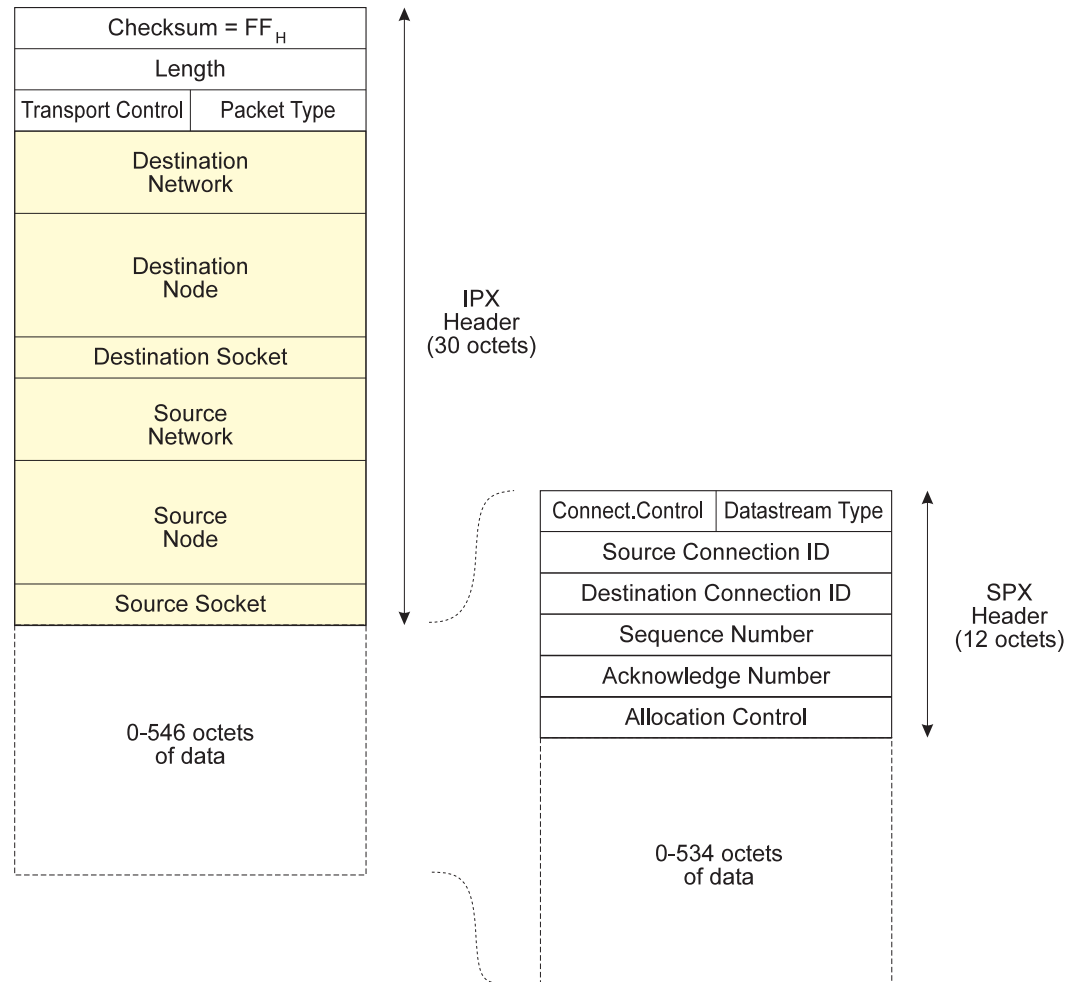 Checksum = FF H
Length
Transport Control
Packet Type
Destination
Network
Destination
Node
Destination Socket
Source
Network
Source
Node
Source Socket
0-546 octets
of data
IPX
Header
(30 octets)
Connect.Control
Datastream Type
Source Connection ID
Destination Connection ID
Sequence Number
Acknowledge Number
Allocation Control
0-534 octets
of data
SPX
Header
(12 octets)